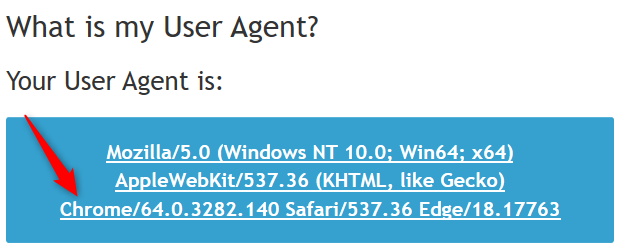 What is my User Agent?
Your User Agent is:
Mozilla/5.0 (Windows NT 10.0; Win64; x64)
AppleWebKit/537.36 (KHTML, like Gecko)
Chrome/64.0.3282.140 Safari/537.36 Edge/18.17763